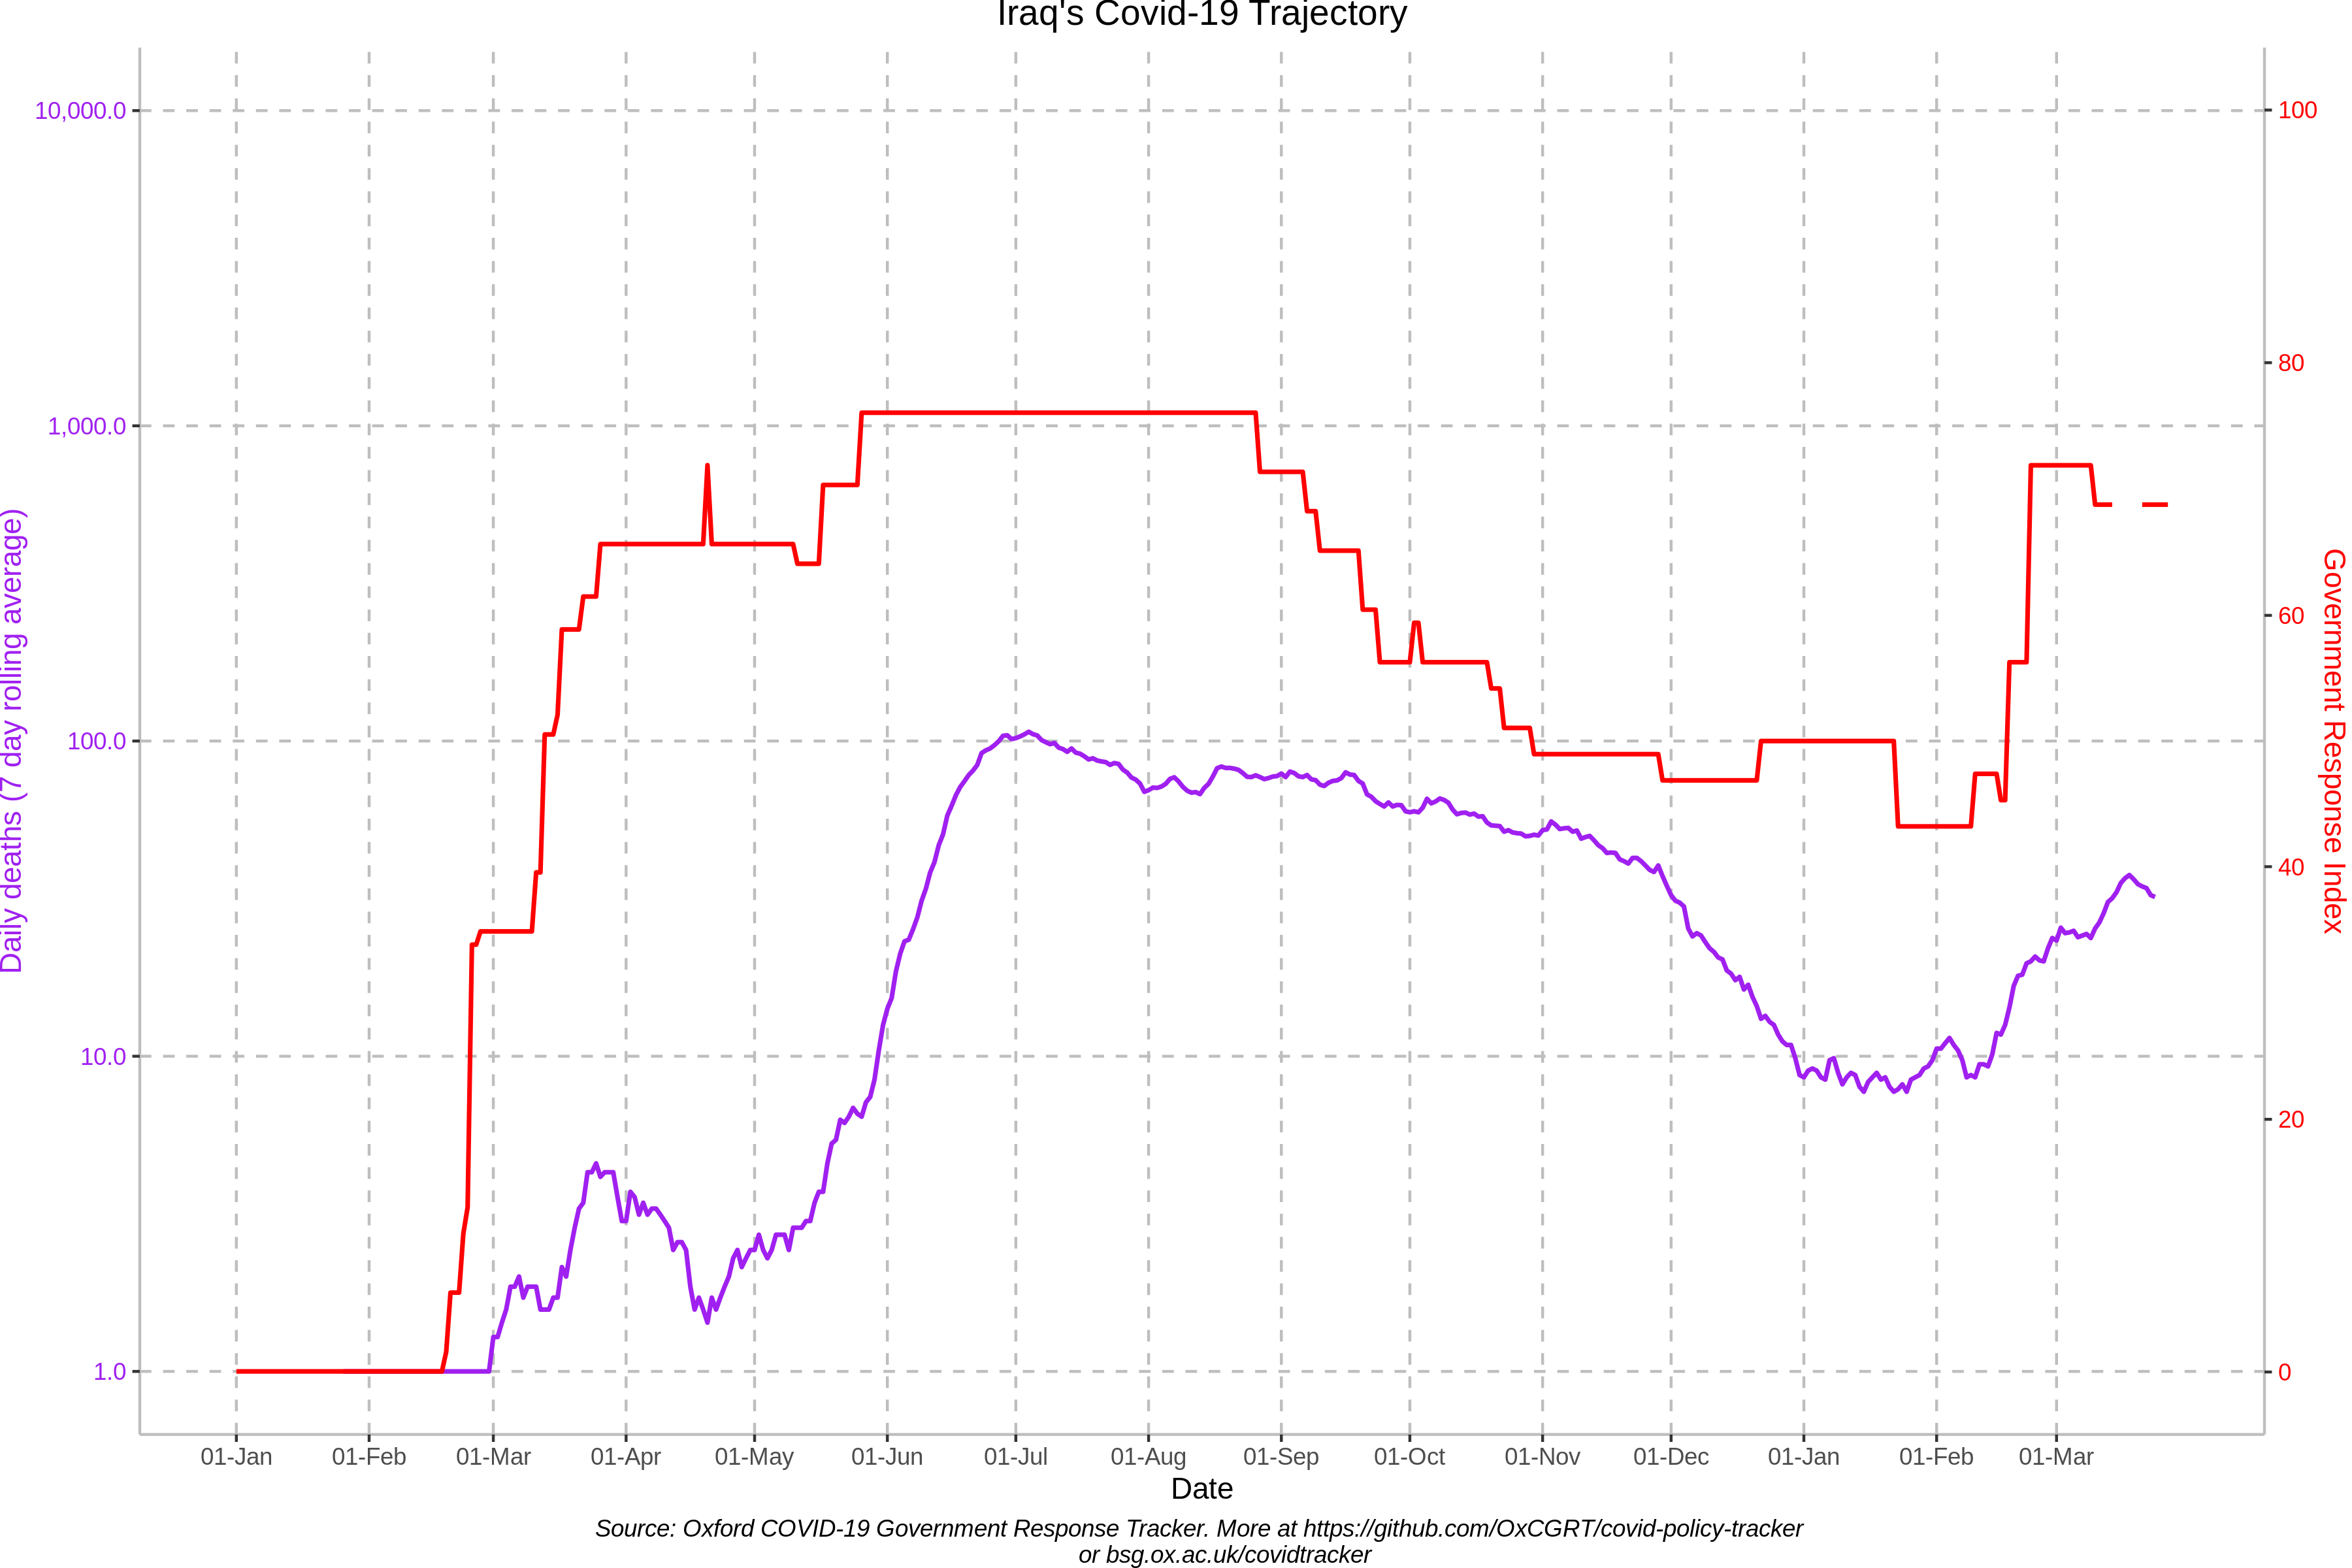 Iraq's Covid-19 Trajectory
10,000.0
1,000.0
100.0
10.0
1.0
Daily deaths (7 day rolling average)
100
80
60
40
20
0
Government Response Index
01-Jan 01-Feb 01-Mar 01-Apr 01-May 01-Jun 01-Jul 01-Aug 01-Sep 01-Oct 01-Nov 01-Dec 01-Jan 01-Feb 01-Mar
Date
Source: Oxford COVID-19 Government Response Tracker. More at https://github.com/OxCGRT/covid-policy-tracker
or bsg.ox.ac.uk/covidtracker